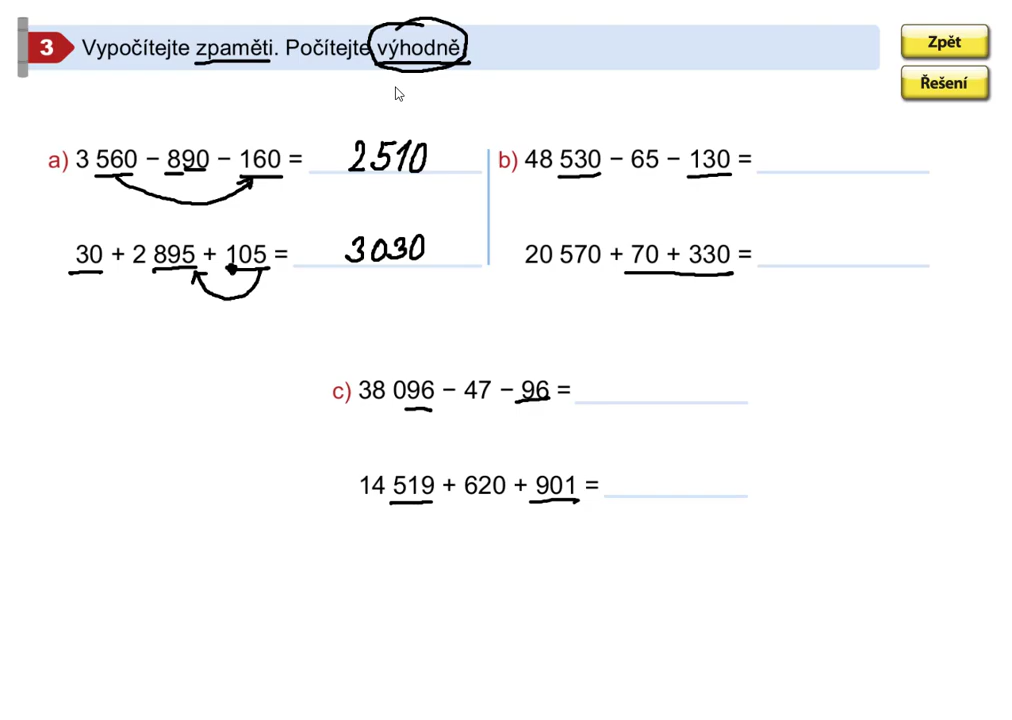 3 Vypočítejte zpaměti. Počítejte výhodně.
Zpět
Řešení
a) 3 560 − 890 − 160 = 2510
30 + 2 895 + 105 = 3030
b) 48 530 − 65 − 130 =
20 570 + 70 + 330 =
c) 38 096 − 47 − 96 =
14 519 + 620 + 901 =